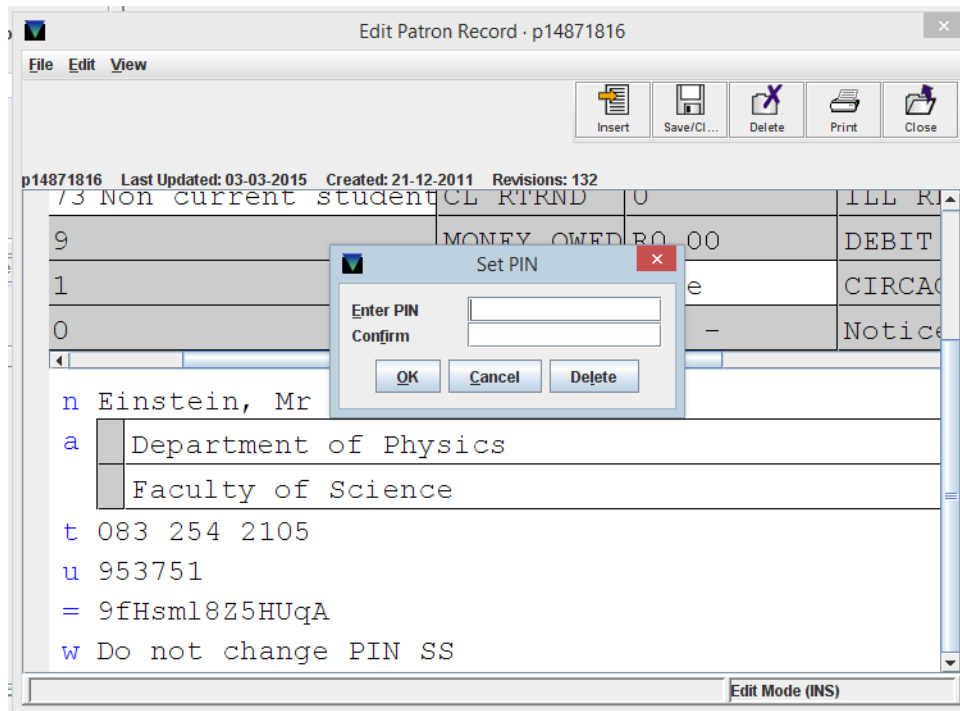 Edit Patron Record · p14871816
File Edit View
Insert Save/Cl... Delete Print Close
p14871816 Last Updated: 03-03-2015 Created: 21-12-2011 Revisions: 132
73 Non current student CL RTRND 0 ILL
9 MONEY OWED R0.00 DEBIT
1 e CIRCAC
0 - Notice
Set PIN
Enter PIN
Confirm
OK Cancel Delete
n Einstein, Mr
a Department of Physics
Faculty of Science
t 083 254 2105
u 953751
= 9fHsml8Z5HUqA
w Do not change PIN SS
Edit Mode (INS)